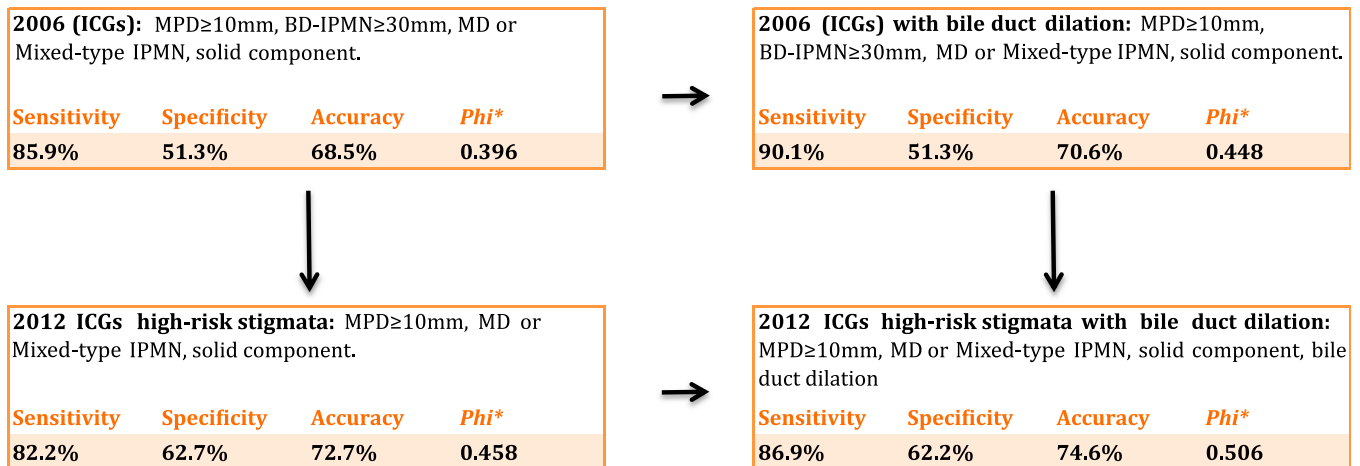 2006 (ICGs): MPD≥10mm, BD-IPMN≥30mm, MD or
Mixed-type IPMN, solid component.
Sensitivity Specificity Accuracy Phi*
85.9% 51.3% 68.5% 0.396
2006 (ICGs) with bile duct dilation: MPD≥10mm,
BD-IPMN≥30mm, MD or Mixed-type IPMN, solid component.
Sensitivity Specificity Accuracy Phi*
90.1% 51.3% 70.6% 0.448
2012 ICGs high-risk stigmata: MPD≥10mm, MD or
Mixed-type IPMN, solid component.
Sensitivity Specificity Accuracy Phi*
82.2% 62.7% 72.7% 0.458
2012 ICGs high-risk stigmata with bile duct dilation:
MPD≥10mm, MD or Mixed-type IPMN, solid component, bile
duct dilation
Sensitivity Specificity Accuracy Phi*
86.9% 62.2% 74.6% 0.506